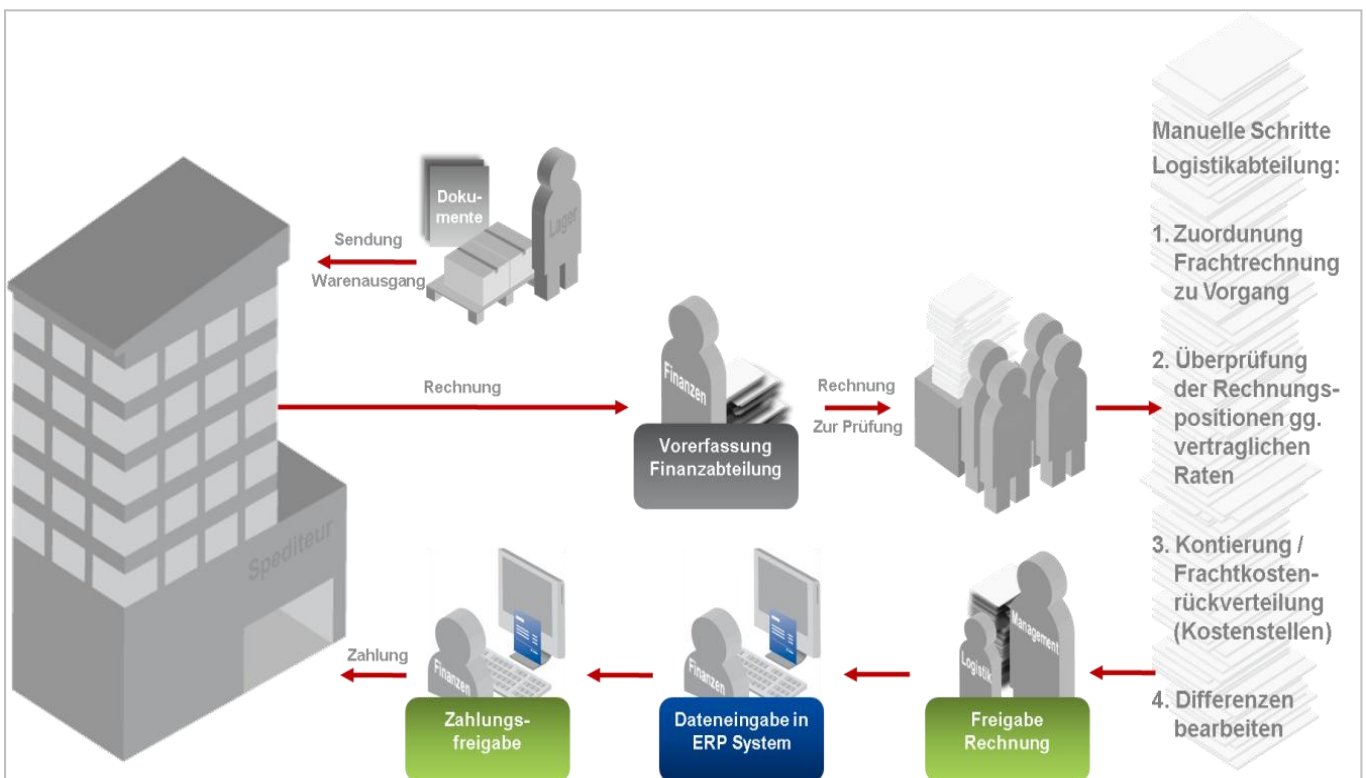 Doku-
mente
Lager
Sendung
Warenausgang
Spediteur
Rechnung
Finanzen
Vorerfassung
Finanzabteilung
Rechnung
Zur Prüfung
Manuelle Schritte
Logistikabteilung:
1. Zuordunung
Frachtrechnung
zu Vorgang
2. Überprüfung
der Rechnungs-
positionen gg.
vertraglichen
Raten
3. Kontierung /
Frachtkosten-
rückverteilung
(Kostenstellen)
4. Differenzen
bearbeiten
Logistik
Management
Freigabe
Rechnung
Finanzen
Dateneingabe in
ERP System
Finanzen
Zahlungs-
freigabe
Zahlung